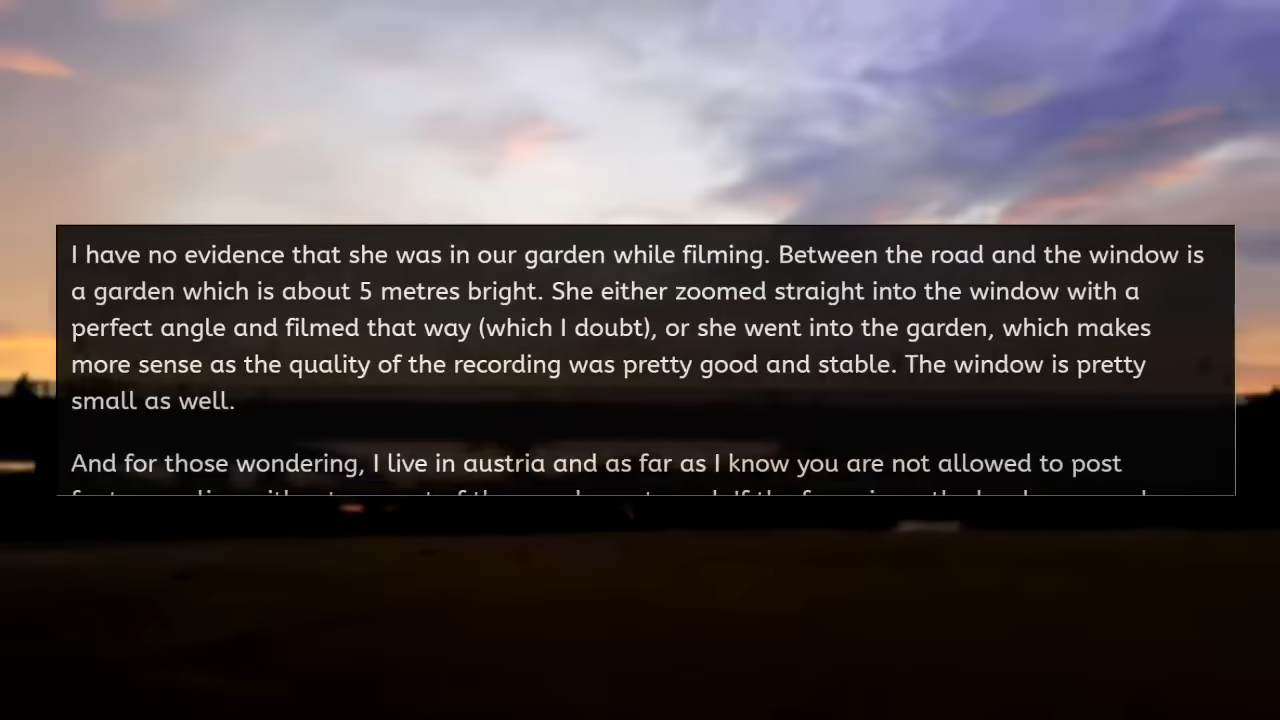 I have no evidence that she was in our garden while filming. Between the road and the window is
a garden which is about 5 metres bright. She either zoomed straight into the window with a
perfect angle and filmed that way (which I doubt), or she went into the garden, which makes
more sense as the quality of the recording was pretty good and stable. The window is pretty
small as well.
And for those wondering, I live in austria and as far as I know you are not allowed to post